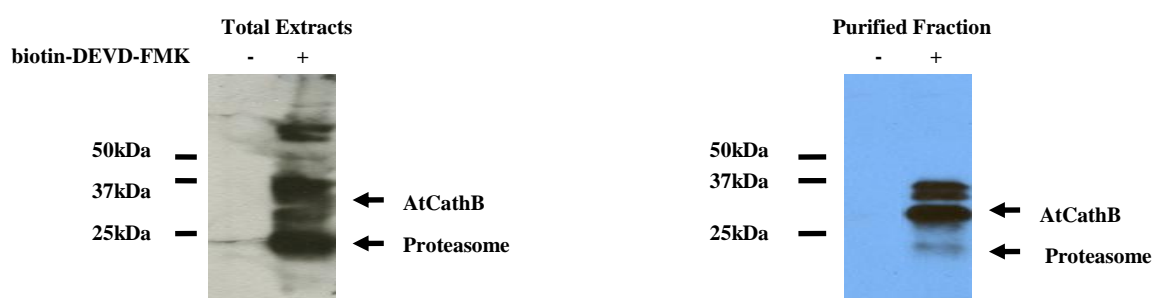 Total Extracts
biotin-DEVD-FMK - +
50kDa
37kDa
AtCathB
25kDa
Proteasome
Purified Fraction
- +
50kDa
37kDa
AtCathB
25kDa
Proteasome